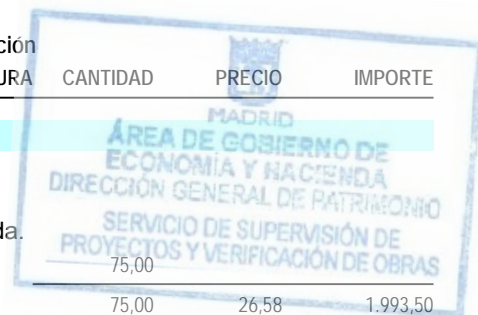 ción
URA CANTIDAD PRECIO IMPORTE
MADRID
ÁREA DE GOBIERNO DE
ECONOMÍA Y HACIENDA
DIRECCIÓN GENERAL DE PATRIMONIO
SERVICIO DE SUPERVISIÓN DE
PROYECTOS Y VERIFICACIÓN DE OBRAS
da.
75,00
75,00 26,58 1.993,50